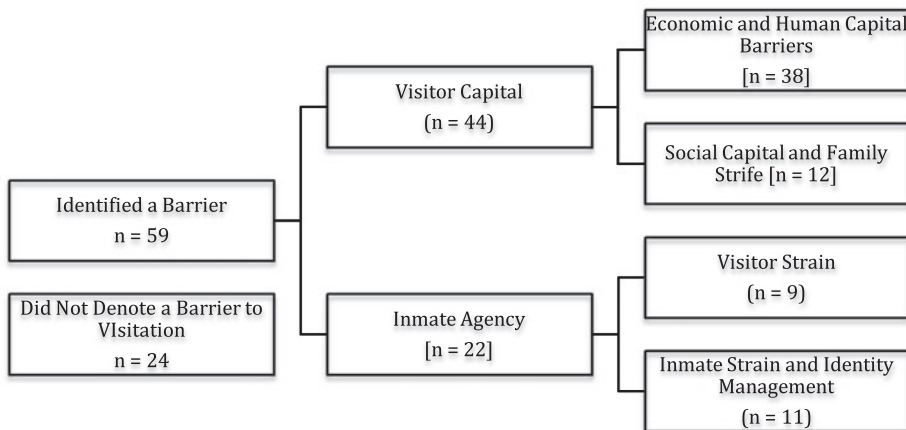 Identified a Barrier
n = 59
Did Not Denote a Barrier to
VIsitation
n = 24
Visitor Capital
(n = 44)
Inmate Agency
[n = 22]
Economic and Human Capital
Barriers
[n = 38]
Social Capital and Family
Strife [n = 12]
Visitor Strain
(n = 9)
Inmate Strain and Identity
Management
(n = 11)